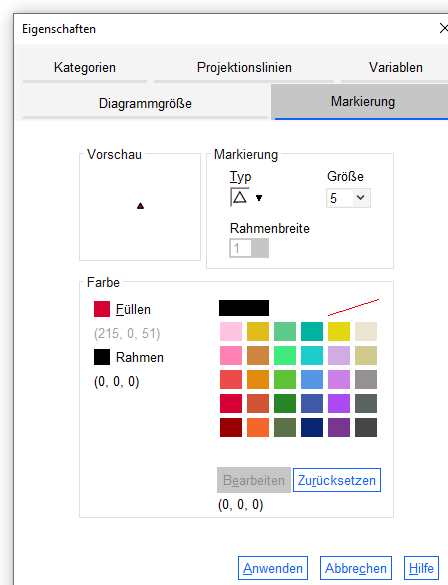 Eigenschaften
Kategorien Projektionslinien Variablen
Diagrammgröße Markierung
Vorschau Markierung
Typ Größe
5
Rahmenbreite
1
Farbe
Füllen
(215, 0, 51)
Rahmen
(0, 0, 0)
Bearbeiten Zurücksetzen
(0, 0, 0)
Anwenden Abbrechen Hilfe